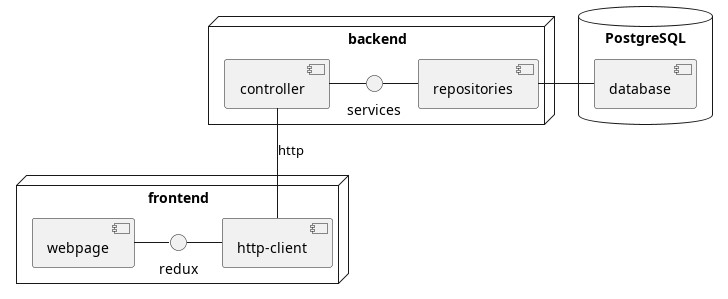 backend
PostgreSQL
controller
services
repositories
database
http
frontend
webpage
redux
http-client